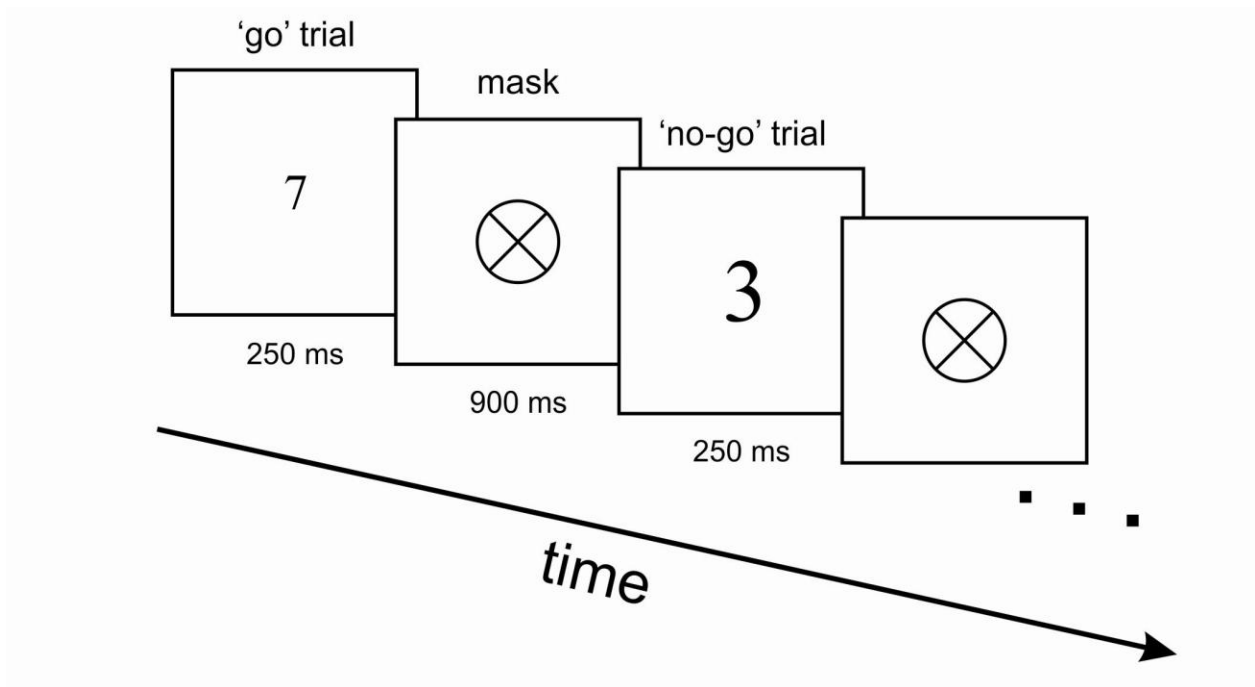 ‘go’ trial
mask
‘no-go’ trial
7
3
250 ms
900 ms
250 ms
time